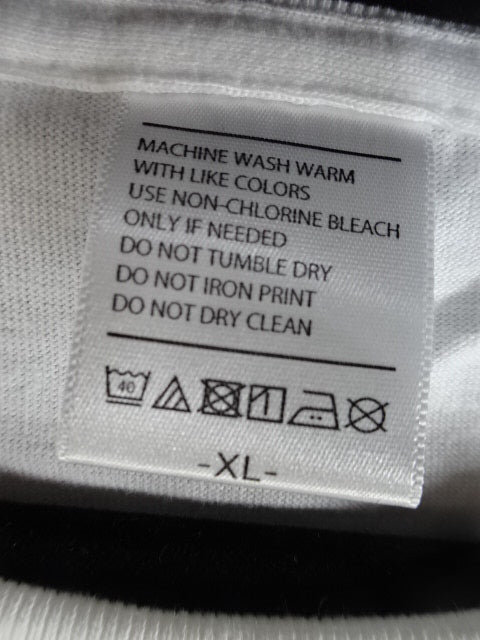 MACHINE WASH WARM
WITH LIKE COLORS
USE NON-CHLORINE BLEACH
ONLY IF NEEDED
DO NOT TUMBLE DRY
DO NOT IRON PRINT
DO NOT DRY CLEAN
40
-XL-